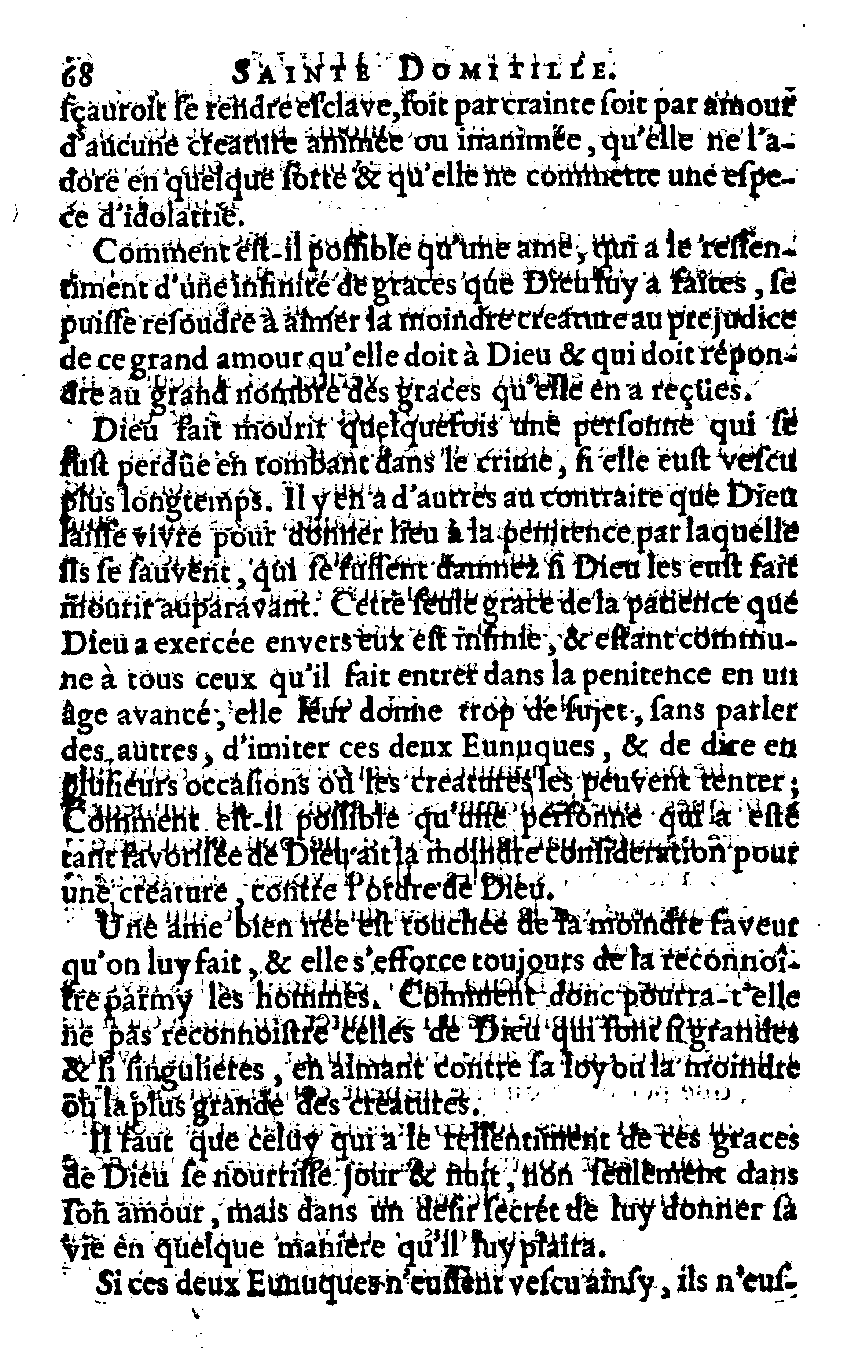 68 SAINTE DOMITILLE.
sçauroit se rendre esclave, soit par crainte soit par amour
d'aucune creature animée ou inanimée, qu'elle ne l'a-
dore en quelque sorte & qu'elle ne commette une espe-
ce d'idolatrie.
Comment est-il possible qu'une ame, qui a le ressen-
timent d'une infinité de graces que Dieu luy a faites, se
puisse resoudre à aimer la moindre creature au prejudice
de ce grand amour qu'elle doit à Dieu & qui doit répon-
dre au grand nombre des graces qu'elle en a reçües.
Dieu fait mourir quelquefois une personne qui se
fust perdüe en tombant dans le crime, si elle eust vescu
plus longtemps. Il y en a d'autres au contraire que Dieu
laisse vivre pour donner lieu à la penitence par laquelle
ils se sauvent, qui se fussent damnez si Dieu les eust fait
mourir auparavant. Cette seule grace de la patience que
Dieu a exercée envers eux est infinie, & estant commu-
ne à tous ceux qu'il fait entrer dans la penitence en un
âge avancé, elle leur donne trop de sujet, sans parler
des autres, d'imiter ces deux Eunuques, & de dire en
plusieurs occasions où les creatures les peuvent tenter;
Comment est-il possible qu'une personne qui a esté
tant favorisée de Dieu ait la moindre consideration pour
une creature, contre l'ordre de Dieu.
Une ame bien née est touchée de la moindre faveur
qu'on luy fait, & elle s'efforce toujours de la reconnoî-
tre parmy les hommes. Comment donc pourra-t'elle
ne pas reconnoistre celles de Dieu qui sont si grandes
& si singulieres, en aimant contre sa loy ou la moindre
ou la plus grande des creatures.
Il faut que celuy qui a le ressentiment de ces graces
de Dieu se nourrisse jour & nuit, non seulement dans
son amour, mais dans un desir secret de luy donner sa
vie en quelque maniere qu'il luy plaira.
Si ces deux Eunuques n'eussent vescu ainsy, ils n'eus-